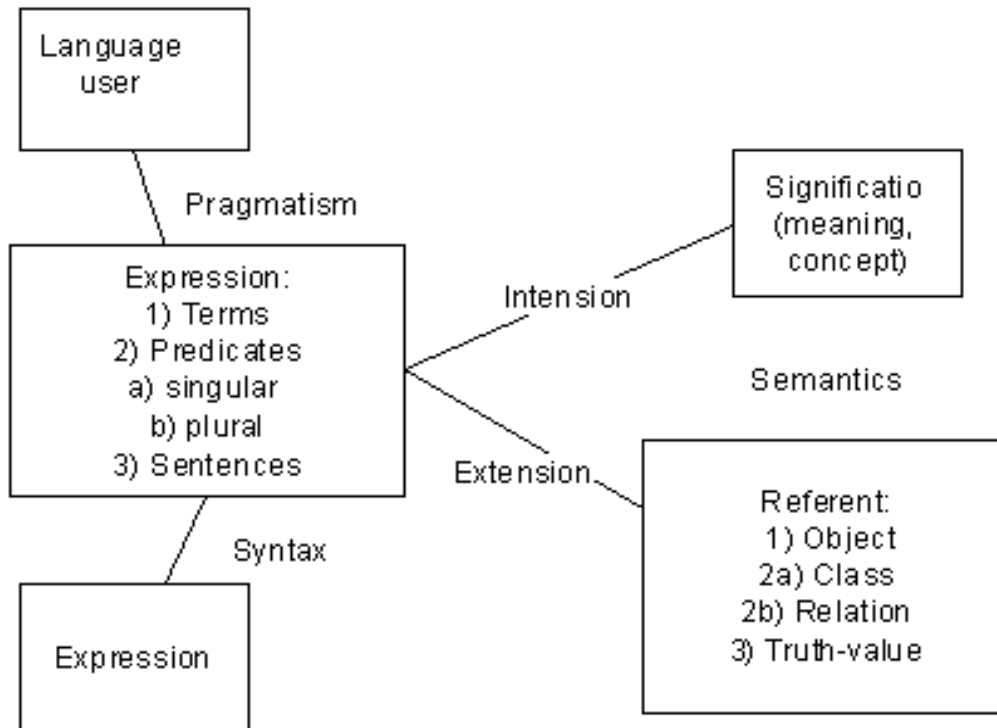 Language
user
Pragmatism
Expression:
1) Terms
2) Predicates
a) singular
b) plural
3) Sentences
Syntax
Expression
Intension
Extension
Significatio
(meaning,
concept)
Semantics
Referent:
1) Object
2a) Class
2b) Relation
3) Truth-value